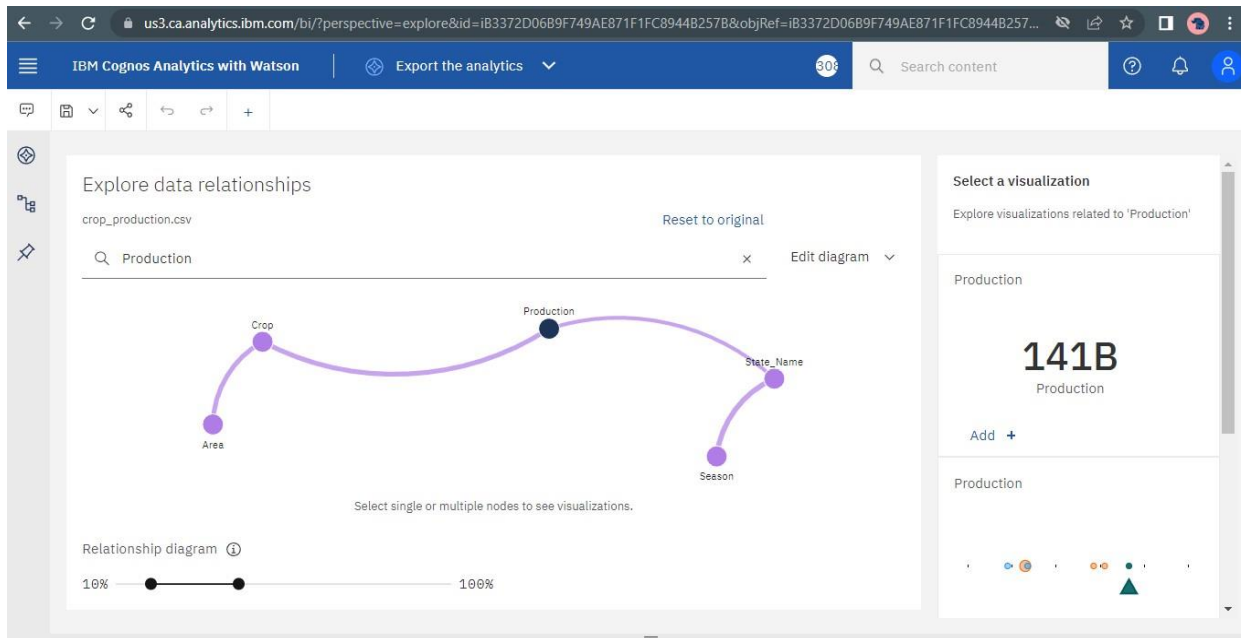 us3.ca.analytics.ibm.com/bi/?perspective=explore&id=iB3372D06B9F749AE871F1FC8944B257B&objRef=iB3372D06B9F749AE871F1FC8944B257...
IBM Cognos Analytics with Watson
Export the analytics
308
Search content
Explore data relationships
crop_production.csv
Reset to original
Production
Edit diagram
Production
Crop
State_Name
Area
Season
Select single or multiple nodes to see visualizations.
Relationship diagram
10%
100%
Select a visualization
Explore visualizations related to 'Production'
Production
141B
Production
Add +
Production